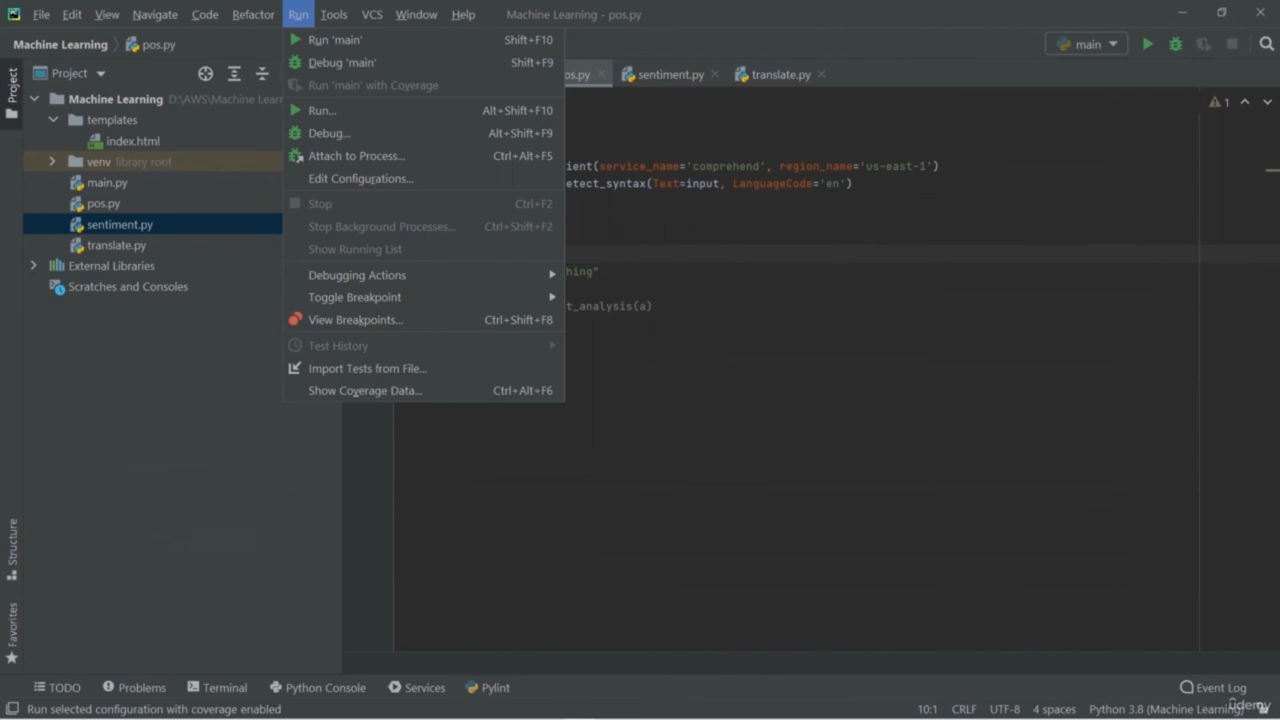 File Edit View Navigate Code Refactor Run Tools VCS Window Help Machine Learning - pos.py
Machine Learning pos.py main
Project
Project
os.py sentiment.py translate.py
Machine Learning D:\AWS\Machine Lear
templates
index.html
venv library root
main.py
pos.py
sentiment.py
translate.py
External Libraries
Scratches and Consoles
Run 'main' Shift+F10
Debug 'main' Shift+F9
Run 'main' with Coverage
Run... Alt+Shift+F10
Debug... Alt+Shift+F9
Attach to Process... Ctrl+Alt+F5
Edit Configurations...
Stop Ctrl+F2
Stop Background Processes... Ctrl+Shift+F2
Show Running List
Debugging Actions
Toggle Breakpoint
View Breakpoints... Ctrl+Shift+F8
Test History
Import Tests from File...
Show Coverage Data... Ctrl+Alt+F6
1
ient(service_name='comprehend', region_name='us-east-1')
etect_syntax(Text=input, LanguageCode='en')
hing"
t_analysis(a)
Structure
Favorites
TODO Problems Terminal Python Console Services Pylint Event Log
Run selected configuration with coverage enabled 10:1 CRLF UTF-8 4 spaces Python 3.8 (Machine Learning)
ûdemy